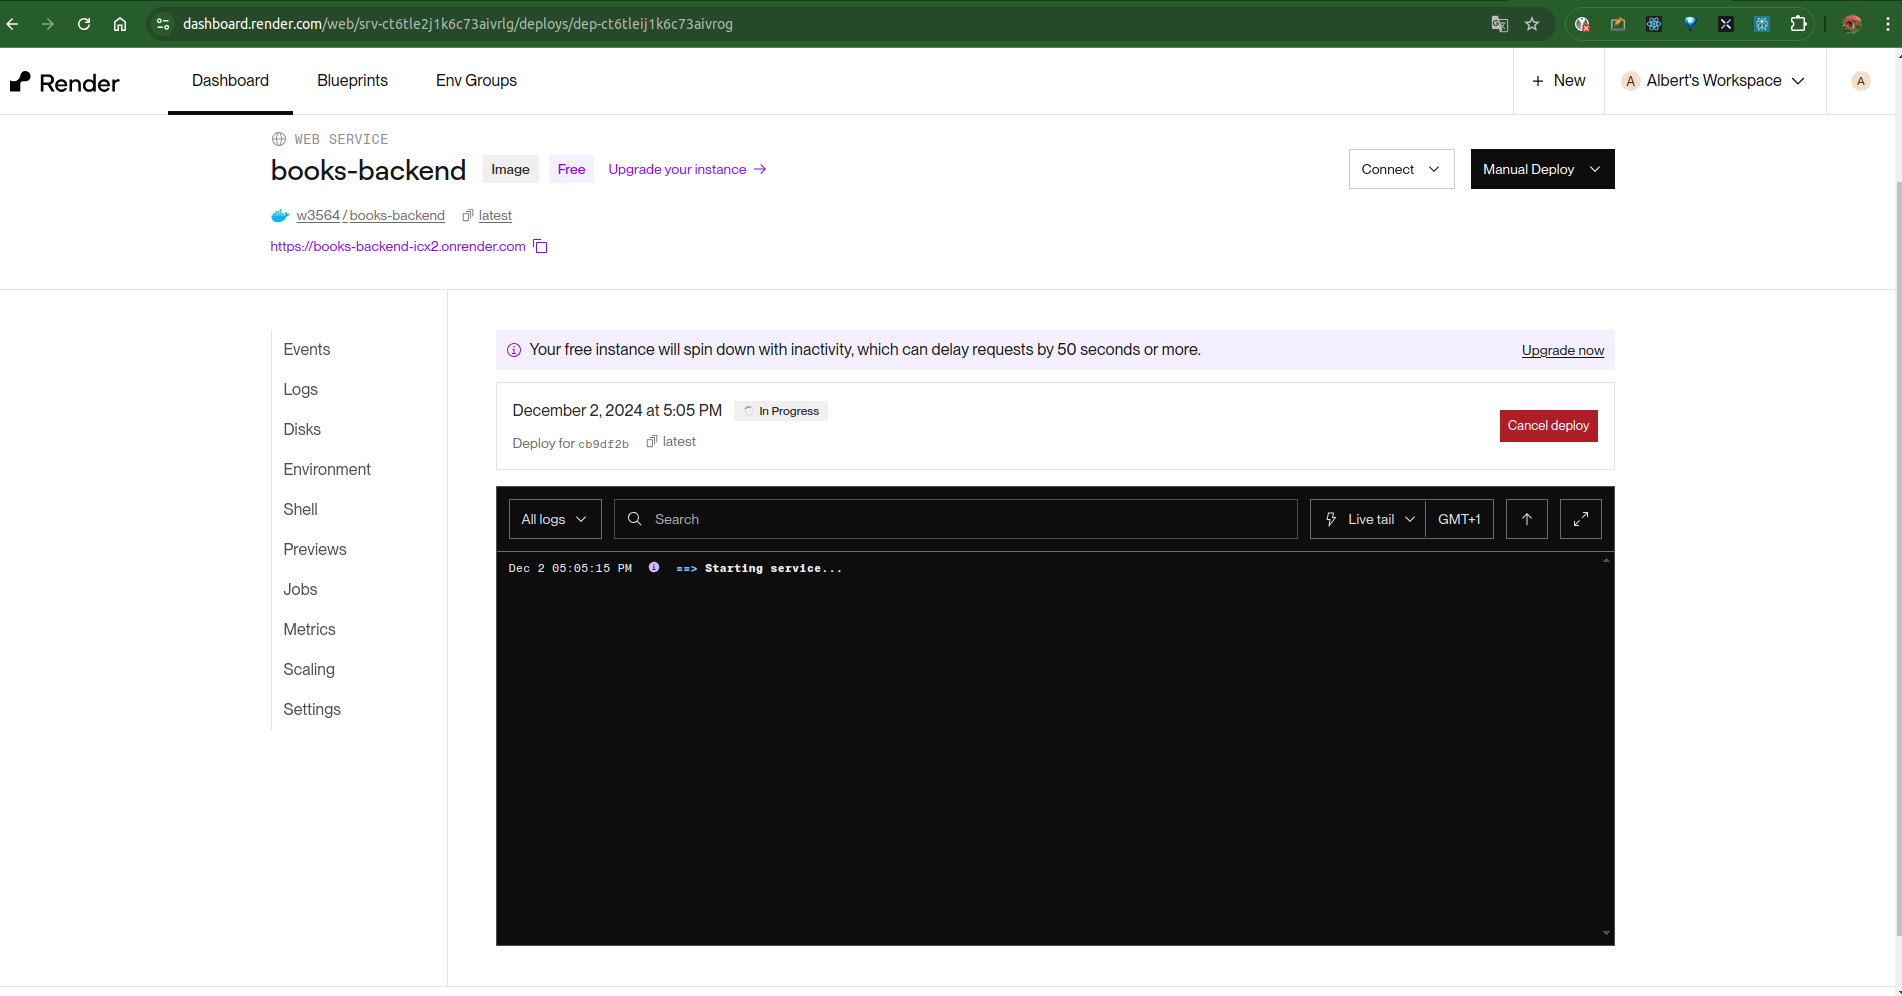 dashboard.render.com/web/srv-ct6tle2j1k6c73aivrlg/deploys/dep-ct6tleij1k6c73aivrog
Render
Dashboard
Blueprints
Env Groups
+ New
A Albert's Workspace
A
WEB SERVICE
books-backend
Image
Free
Upgrade your instance →
Connect
Manual Deploy
w3564/books-backend
latest
https://books-backend-icx2.onrender.com
Events
Logs
Disks
Environment
Shell
Previews
Jobs
Metrics
Scaling
Settings
Your free instance will spin down with inactivity, which can delay requests by 50 seconds or more.
Upgrade now
December 2, 2024 at 5:05 PM
In Progress
Deploy for cb9df2b
latest
Cancel deploy
All logs
Search
Live tail
GMT+1
Dec 2 05:05:15 PM ==> Starting service...